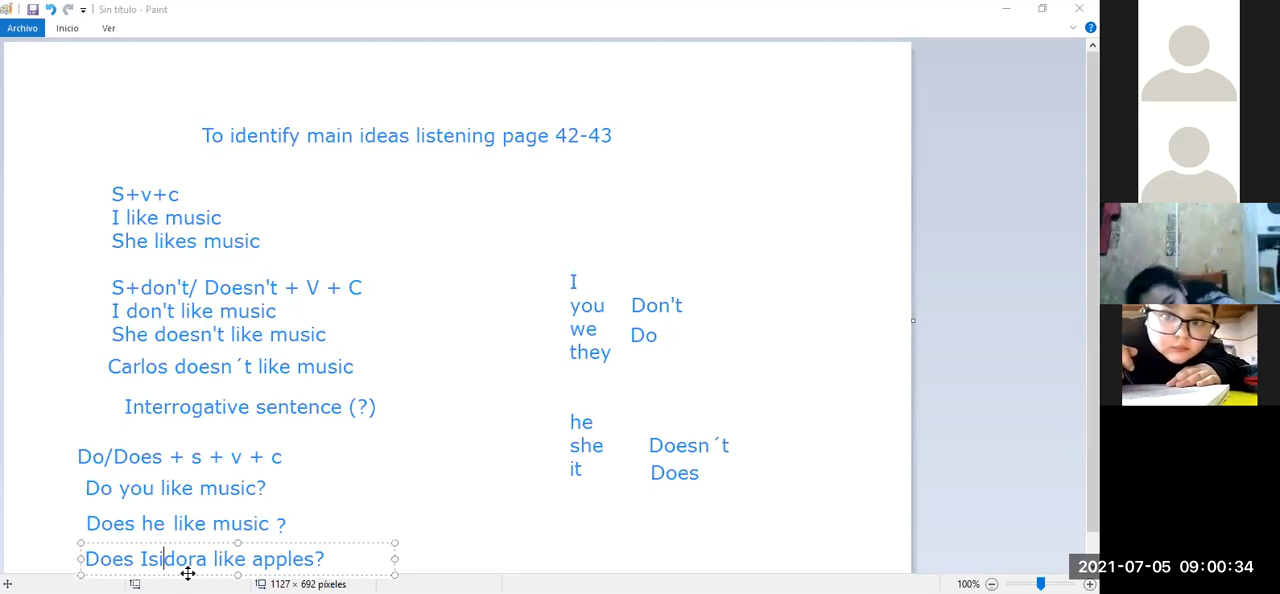 Sin título - Paint
Archivo Inicio Ver
To identify main ideas listening page 42-43
S+v+c
I like music
She likes music
S+don't/ Doesn't + V + C
I don't like music
She doesn't like music
Carlos doesn´t like music
Interrogative sentence (?)
Do/Does + s + v + c
Do you like music?
Does he like music ?
Does Isidora like apples?
I
you Don't
we Do
they
he
she Doesn´t
it Does
1127 × 692 píxeles
100%
2021-07-05 09:00:34